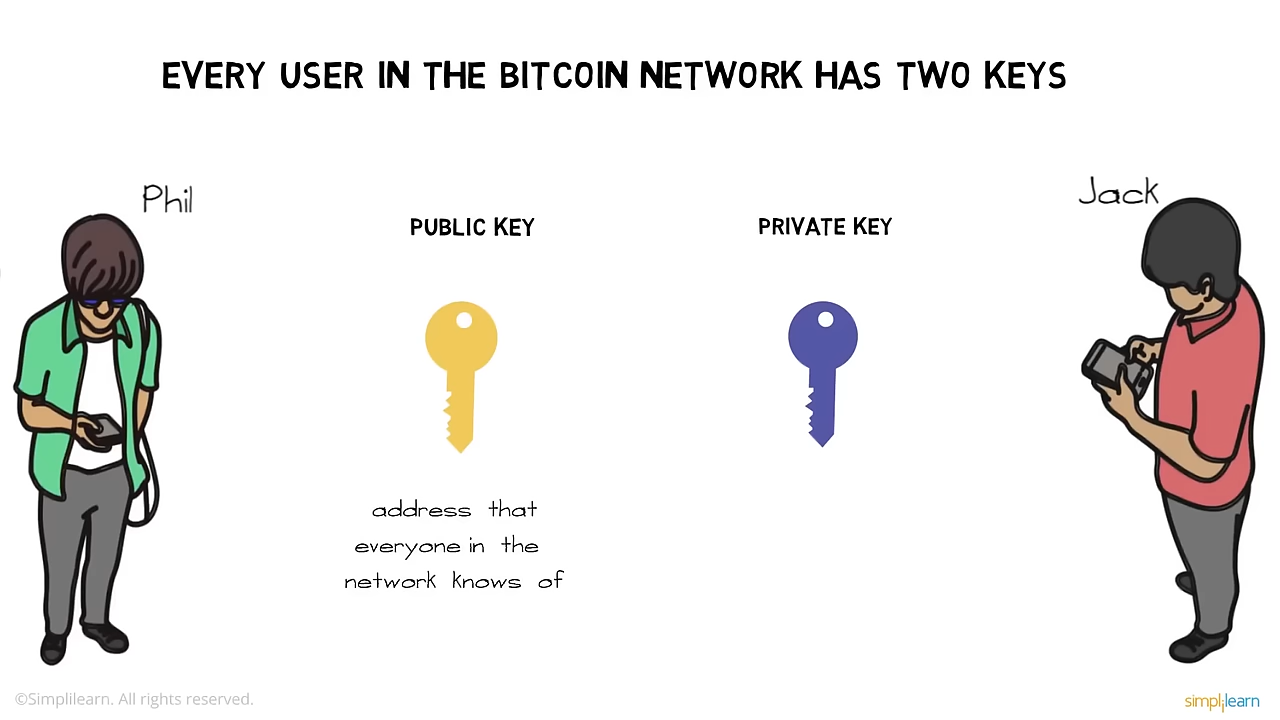 EVERY USER IN THE BITCOIN NETWORK HAS TWO KEYS
Phil
Jack
PUBLIC KEY
PRIVATE KEY
address that
everyone in the
network knows of
©Simplilearn. All rights reserved.
simplilearn